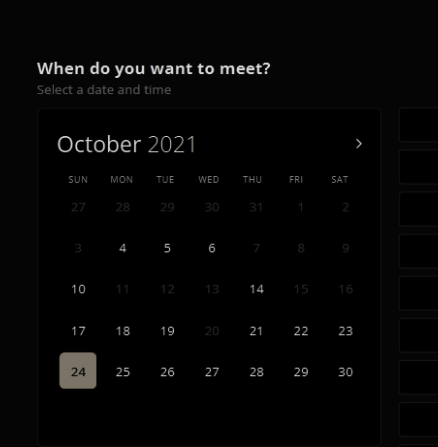 When do you want to meet?
Select a date and time
October 2021
SUN MON TUE WED THU FRI SAT
27 28 29 30 31 1 2
3 4 5 6 7 8 9
10 11 12 13 14 15 16
17 18 19 20 21 22 23
24 25 26 27 28 29 30